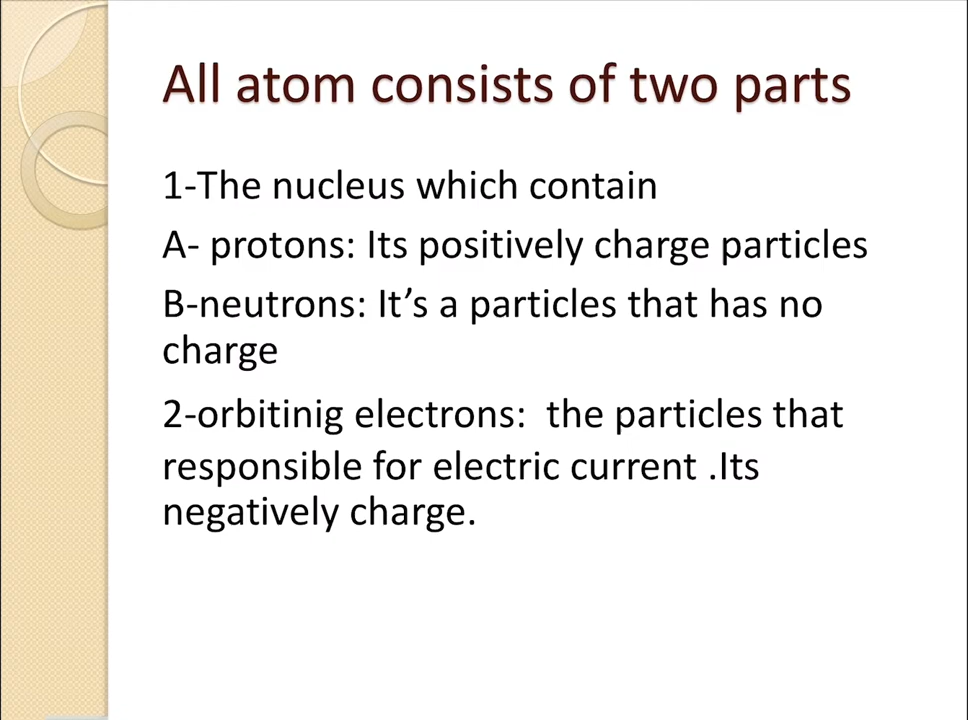 All atom consists of two parts
1-The nucleus which contain
A- protons: Its positively charge particles
B-neutrons: It’s a particles that has no
charge
2-orbitinig electrons:  the particles that
responsible for electric current .Its
negatively charge.